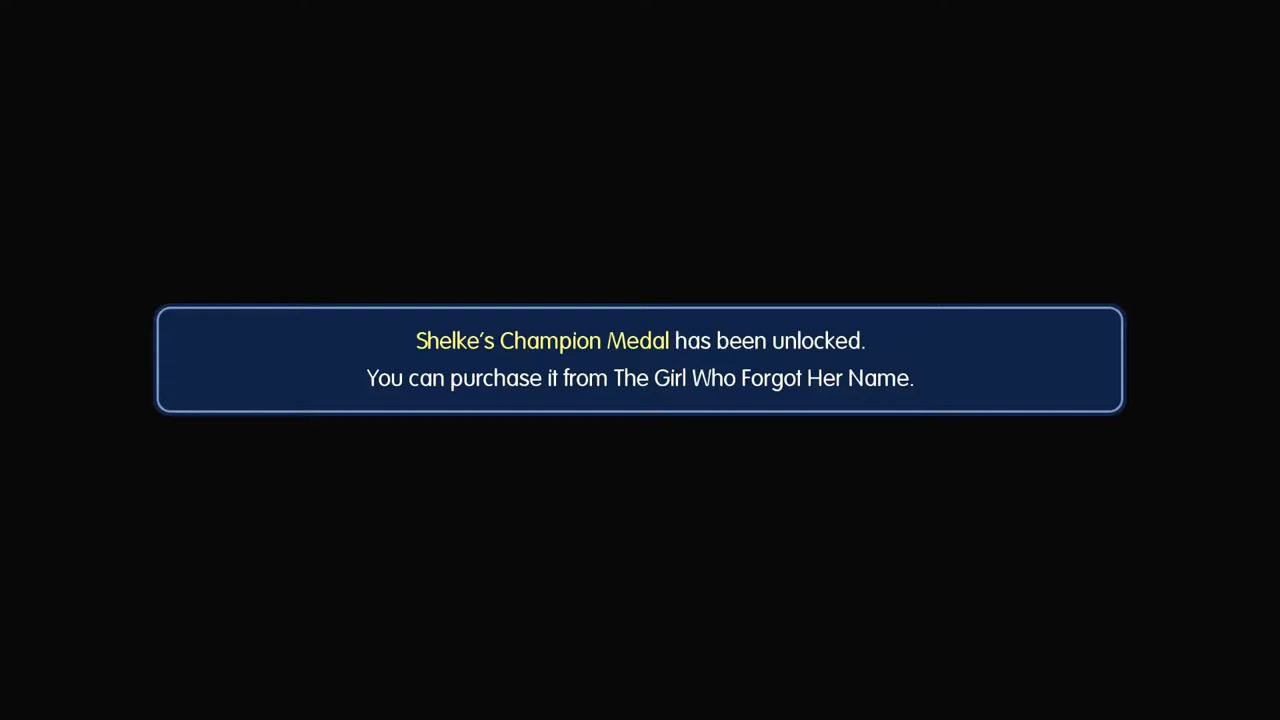 Shelke's Champion Medal has been unlocked.
You can purchase it from The Girl Who Forgot Her Name.